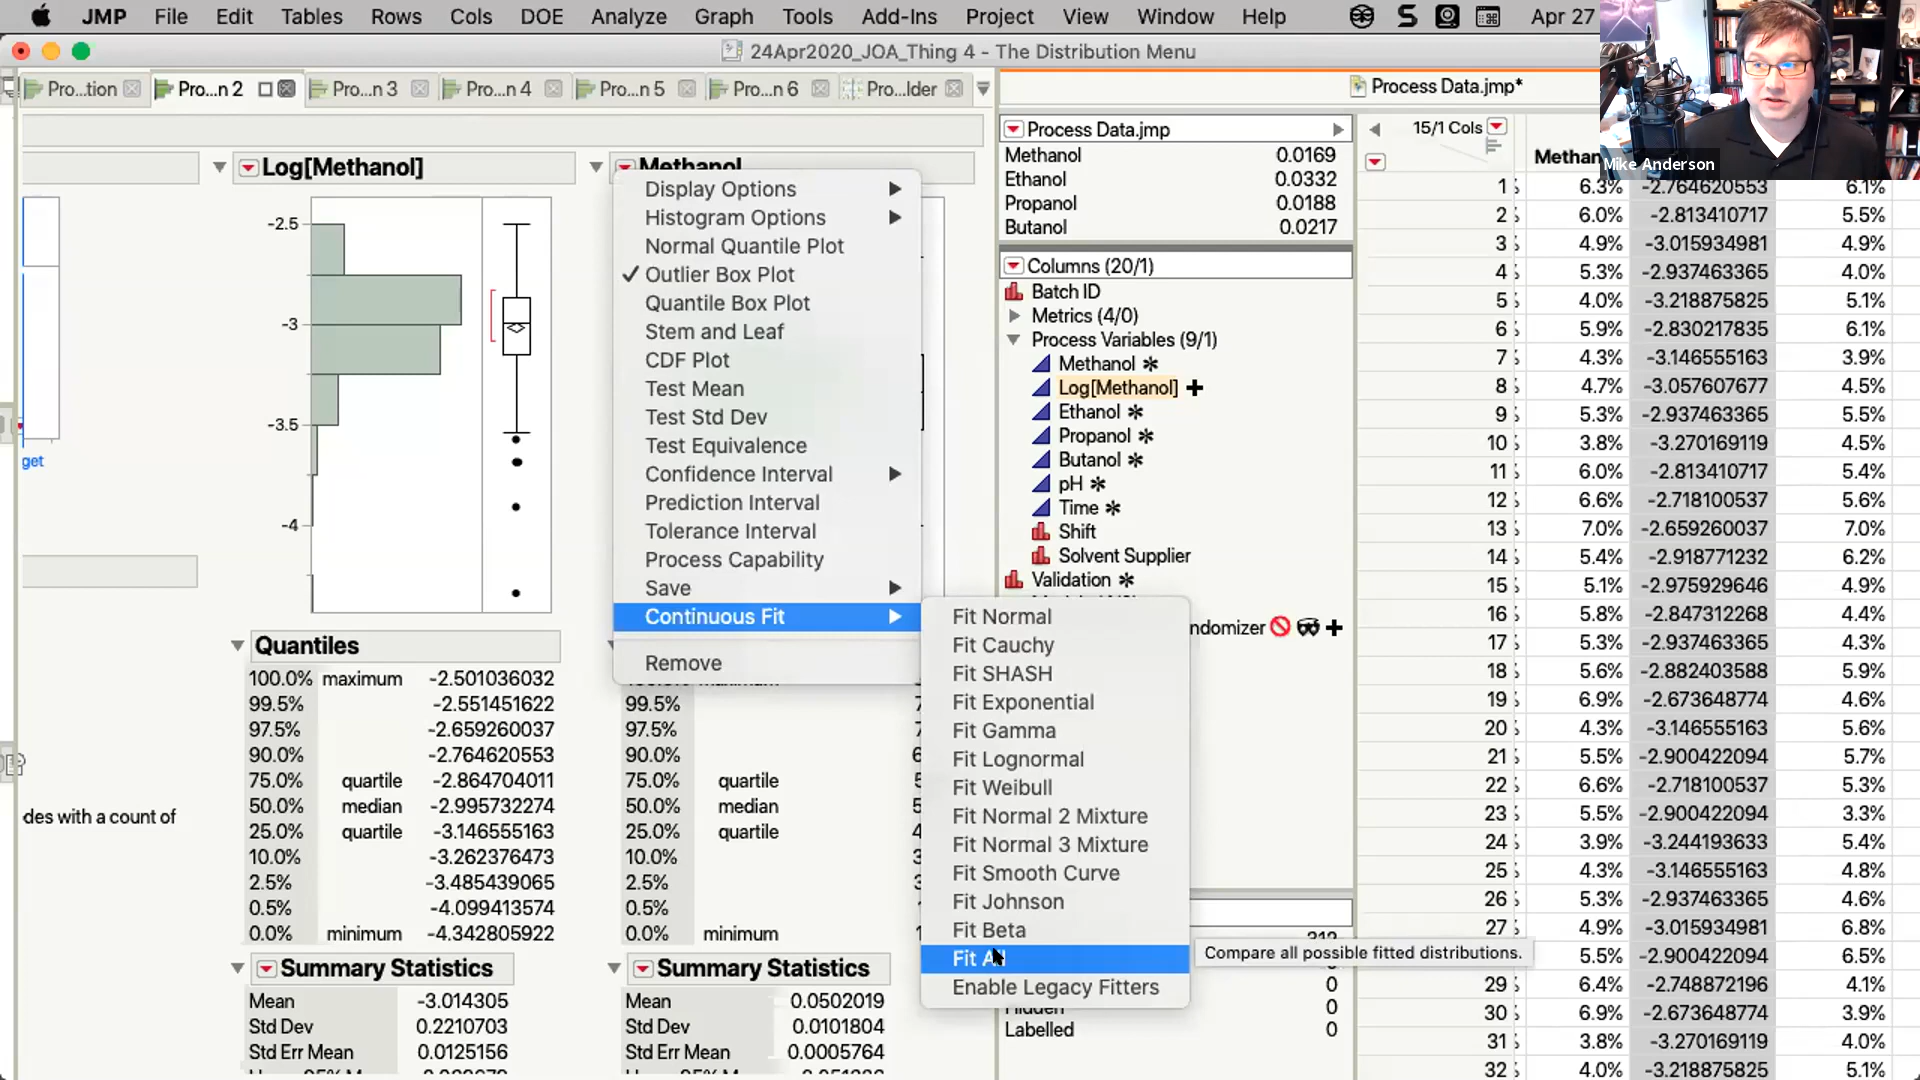 JMP File Edit Tables Rows Cols DOE Analyze Graph Tools Add-Ins Project View Window Help Apr 27
24Apr2020_JOA_Thing 4 - The Distribution Menu
Pro...tion Pro...n 2 Pro...n 3 Pro...n 4 Pro...n 5 Pro...n 6 Pro...lder
Process Data.jmp*
Mike Anderson
Log[Methanol]
Methanol
-2.5
-3
-3.5
-4
get
des with a count of
Quantiles
100.0% maximum -2.501036032
99.5% -2.551451622
97.5% -2.659260037
90.0% -2.764620553
75.0% quartile -2.864704011
50.0% median -2.995732274
25.0% quartile -3.146555163
10.0% -3.262376473
2.5% -3.485439065
0.5% -4.099413574
0.0% minimum -4.342805922
Summary Statistics
Mean -3.014305
Std Dev 0.2210703
Std Err Mean 0.0125156
Display Options
Histogram Options
Normal Quantile Plot
✓ Outlier Box Plot
Quantile Box Plot
Stem and Leaf
CDF Plot
Test Mean
Test Std Dev
Test Equivalence
Confidence Interval
Prediction Interval
Tolerance Interval
Process Capability
Save
Continuous Fit
Remove
99.5%
97.5%
90.0%
75.0% quartile
50.0% median
25.0% quartile
10.0%
2.5%
0.5%
0.0% minimum
Summary Statistics
Mean 0.0502019
Std Dev 0.0101804
Std Err Mean 0.0005764
Fit Normal
Fit Cauchy
Fit SHASH
Fit Exponential
Fit Gamma
Fit Lognormal
Fit Weibull
Fit Normal 2 Mixture
Fit Normal 3 Mixture
Fit Smooth Curve
Fit Johnson
Fit Beta
Fit All
Enable Legacy Fitters
Compare all possible fitted distributions.
Process Data.jmp
Methanol 0.0169
Ethanol 0.0332
Propanol 0.0188
Butanol 0.0217
Columns (20/1)
Batch ID
Metrics (4/0)
Process Variables (9/1)
Methanol
Log[Methanol]
Ethanol
Propanol
Butanol
pH
Time
Shift
Solvent Supplier
Validation
ndomizer
0
Hidden 0
Labelled 0
15/1 Cols
Methan
1 6.3% -2.764620553 6.1%
2 6.0% -2.813410717 5.5%
3 4.9% -3.015934981 4.9%
4 5.3% -2.937463365 4.0%
5 4.0% -3.218875825 5.1%
6 5.9% -2.830217835 6.1%
7 4.3% -3.146555163 3.9%
8 4.7% -3.057607677 4.5%
9 5.3% -2.937463365 5.5%
10 3.8% -3.270169119 4.5%
11 6.0% -2.813410717 5.4%
12 6.6% -2.718100537 5.6%
13 7.0% -2.659260037 7.0%
14 5.4% -2.918771232 6.2%
15 5.1% -2.975929646 4.9%
16 5.8% -2.847312268 4.4%
17 5.3% -2.937463365 4.3%
18 5.6% -2.882403588 5.9%
19 6.9% -2.673648774 4.6%
20 4.3% -3.146555163 5.6%
21 5.5% -2.900422094 5.7%
22 6.6% -2.718100537 5.3%
23 5.5% -2.900422094 3.3%
24 3.9% -3.244193633 5.4%
25 4.3% -3.146555163 4.8%
26 5.3% -2.937463365 4.6%
27 4.9% -3.015934981 6.8%
5.5% -2.900422094 6.5%
29 6.4% -2.748872196 6.1%
30 6.9% -2.673648774 3.9%
31 3.8% -3.270169119 4.0%
32 4.0% -3.218875825 5.1%